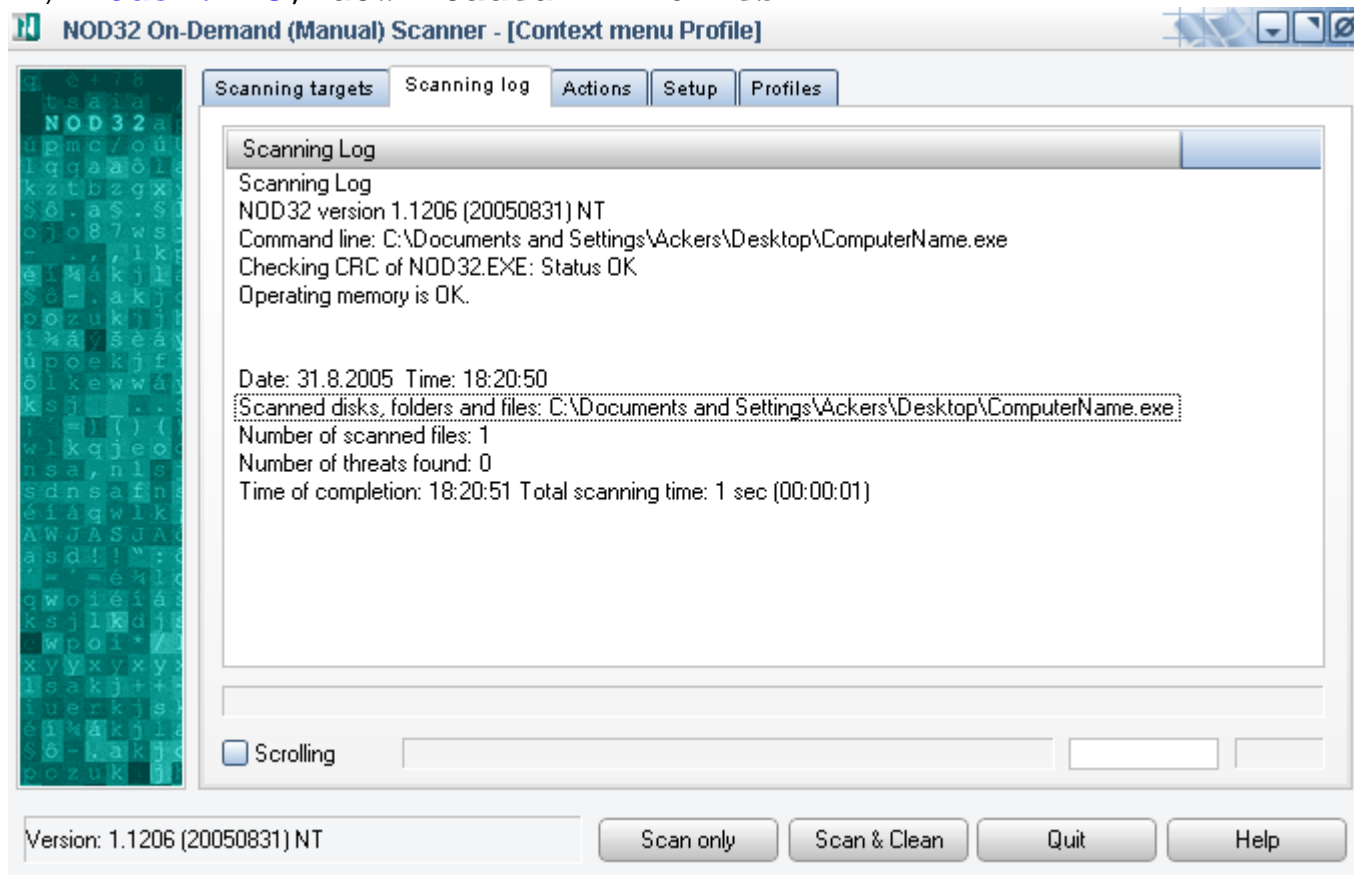 NOD32 On-Demand (Manual) Scanner - [Context menu Profile]
Scanning targets
Scanning log
Actions
Setup
Profiles
NOD32
Scanning Log
Scanning Log
NOD32 version 1.1206 (20050831) NT
Command line: C:\Documents and Settings\Ackers\Desktop\ComputerName.exe
Checking CRC of NOD32.EXE: Status OK
Operating memory is OK.
Date: 31.8.2005 Time: 18:20:50
Scanned disks, folders and files: C:\Documents and Settings\Ackers\Desktop\ComputerName.exe
Number of scanned files: 1
Number of threats found: 0
Time of completion: 18:20:51 Total scanning time: 1 sec (00:00:01)
Scrolling
Version: 1.1206 (20050831) NT
Scan only
Scan & Clean
Quit
Help